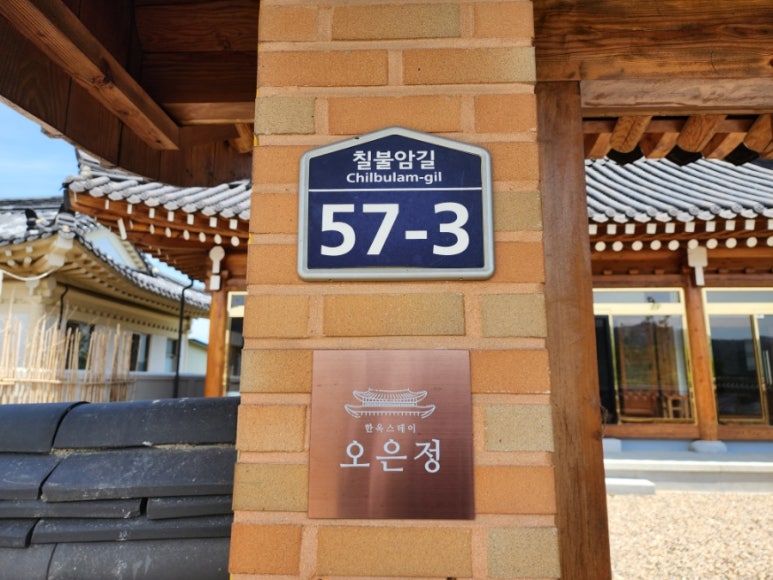 칠불암길
Chilbulam-gil
57-3
한옥스테이
오은정